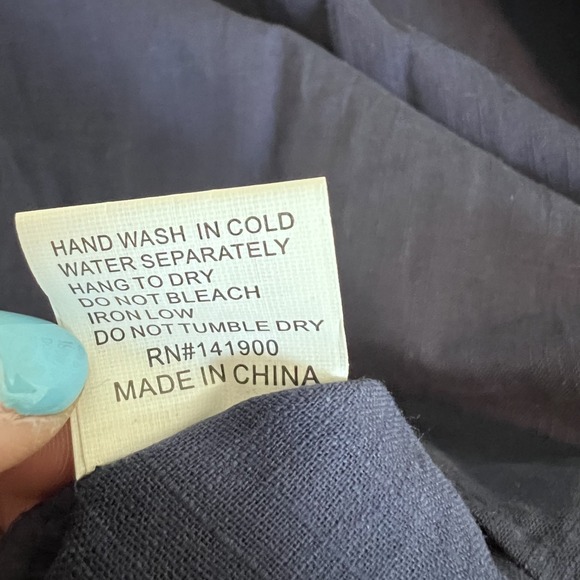 HAND WASH IN COLD
WATER SEPARATELY
HANG TO DRY
DO NOT BLEACH
IRON LOW
DO NOT TUMBLE DRY
RN#141900
MADE IN CHINA